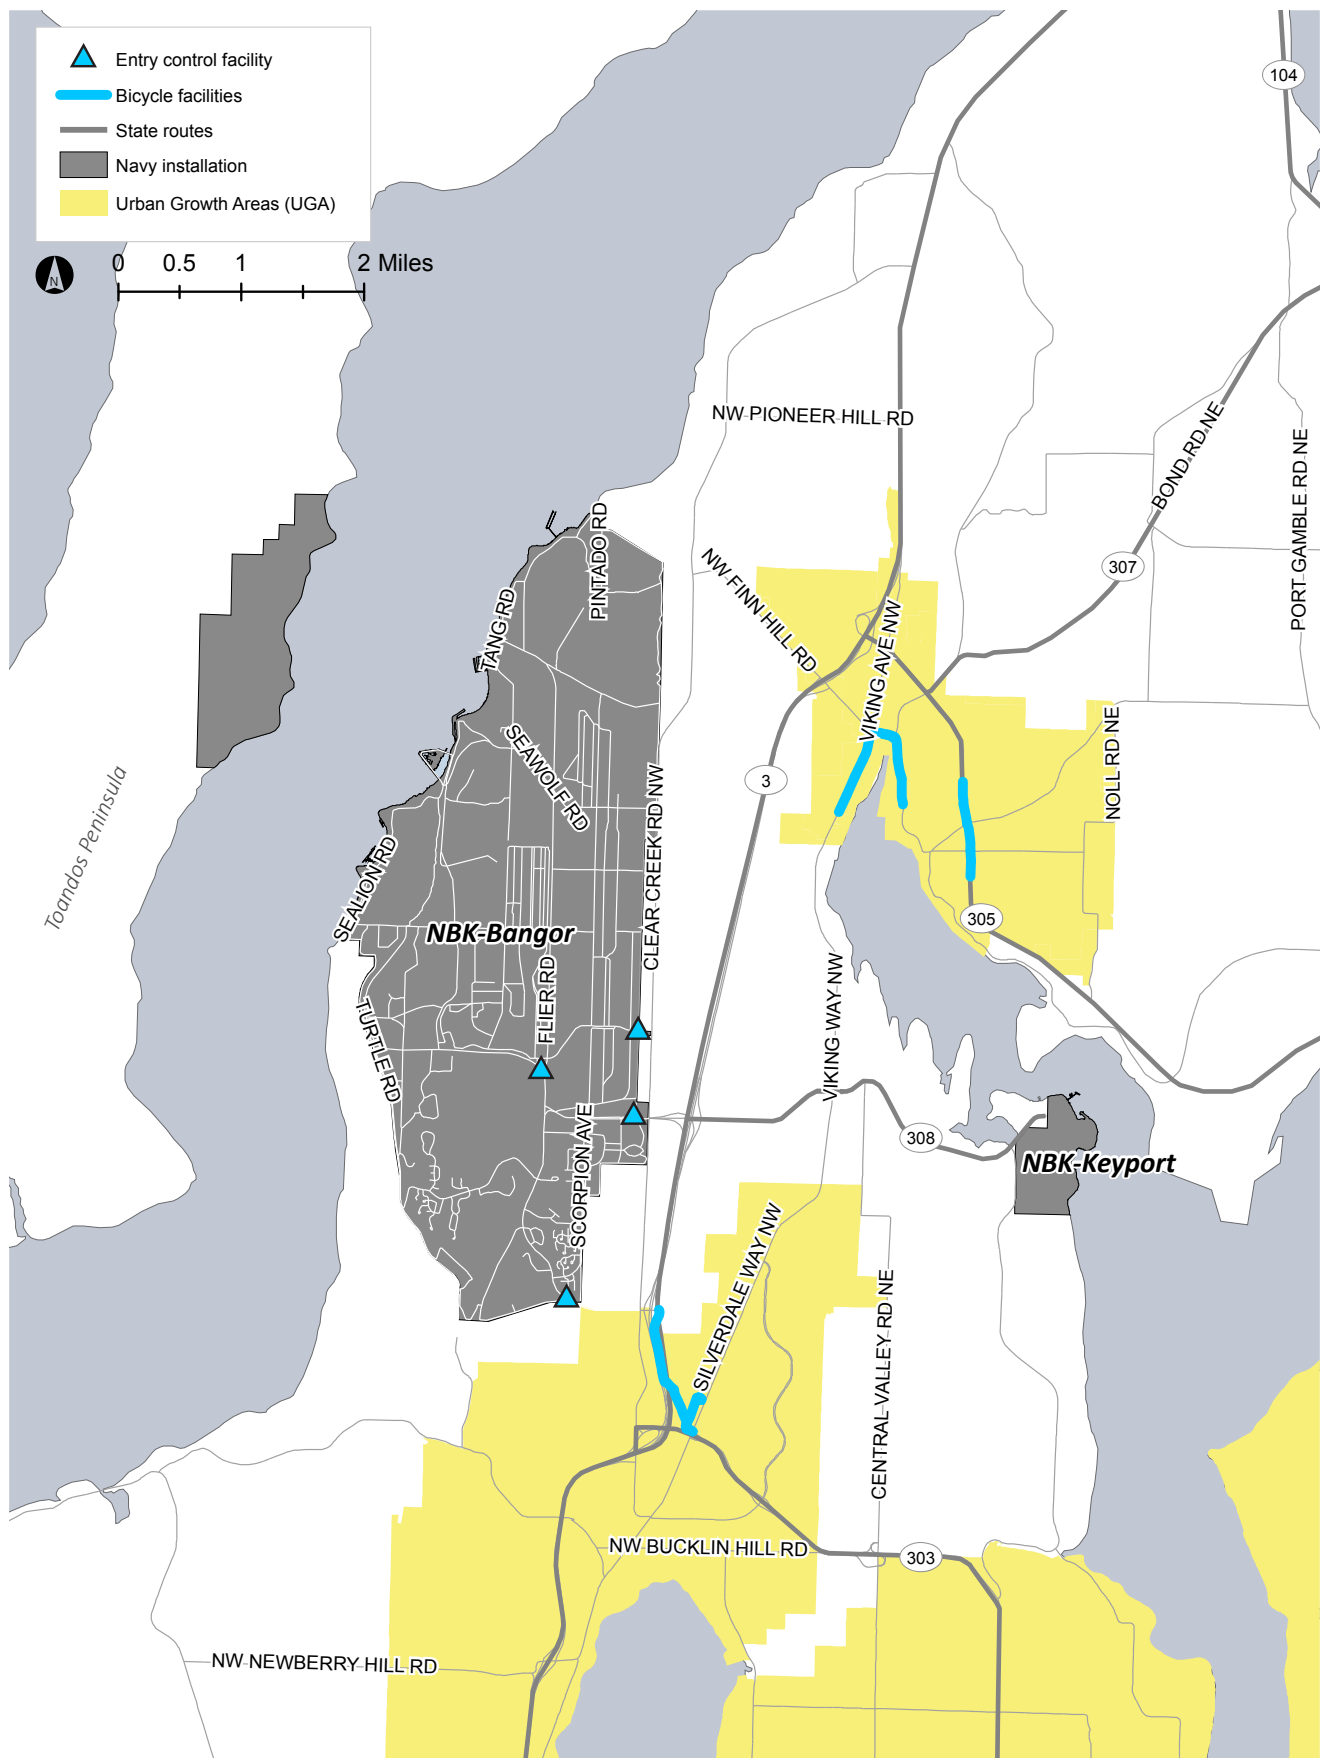 Entry control facility
Bicycle facilities
State routes
Navy installation
Urban Growth Areas (UGA)
N
0 0.5 1 2 Miles
104
NW PIONEER HILL RD
BOND RD NE
PORT GAMBLE RD NE
PINTADO RD
NW FINN HILL RD
307
TANG RD
VIKING AVE NW
SEAWOLF RD
NOLL RD NE
3
Toandos Peninsula
CLEAR CREEK RD NW
SEALION RD
NBK-Bangor
305
FLIER RD
VIKING WAY NW
TURTLE RD
SCORPION AVE
308
NBK-Keyport
SILVERDALE WAY NW
CENTRAL VALLEY RD NE
NW BUCKLIN HILL RD
303
NW NEWBERRY HILL RD